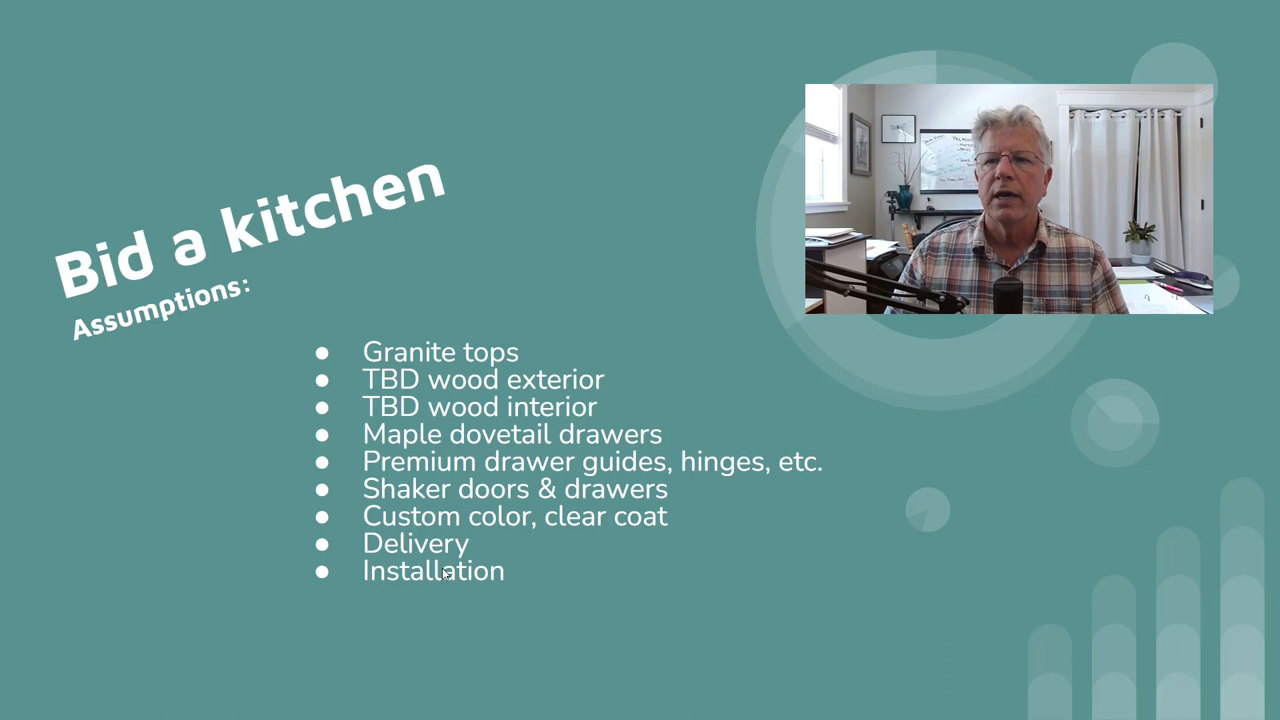 Bid a kitchen
Assumptions:
● Granite tops
● TBD wood exterior
● TBD wood interior
● Maple dovetail drawers
● Premium drawer guides, hinges, etc.
● Shaker doors & drawers
● Custom color, clear coat
● Delivery
● Installation